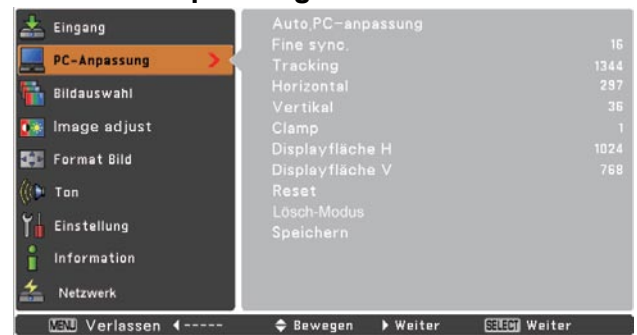 Eingang
PC-Anpassung
Bildauswahl
Image adjust
Format Bild
Ton
Einstellung
Information
Netzwerk
Auto PC-anpassung
Fine sync. 16
Tracking 1344
Horizontal 297
Vertikal 36
Clamp 1
Displayfläche H 1024
Displayfläche V 768
Reset
Lösch-Modus
Speichern
MENU Verlassen ----- Bewegen Weiter SELECT Weiter